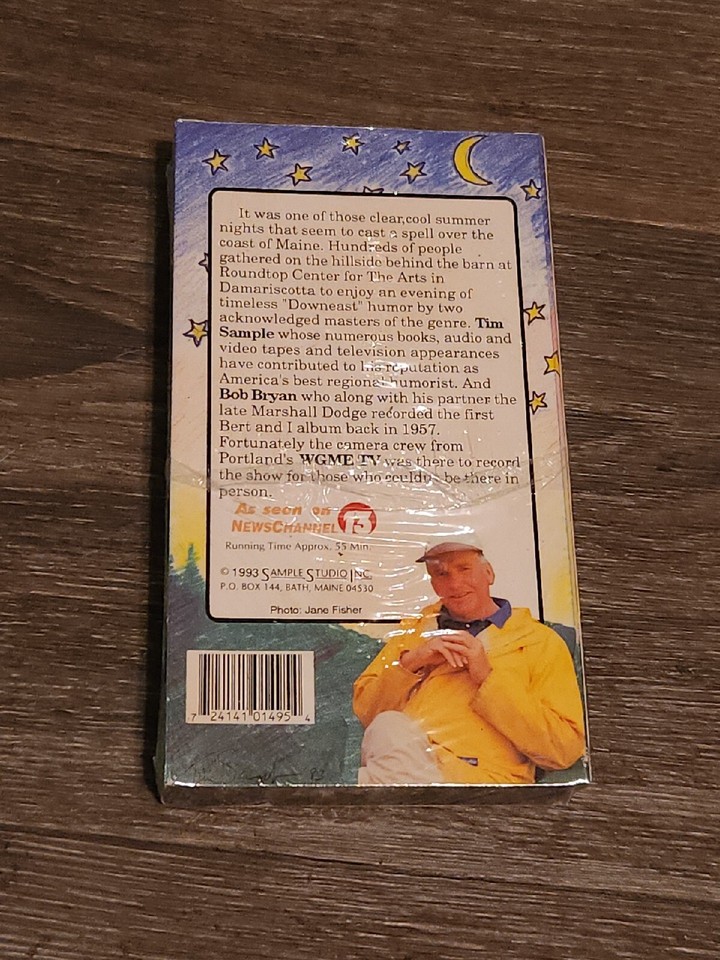 It was one of those clear,cool summer
nights that seem to cast a spell over the
coast of Maine. Hundreds of people
gathered on the hillside behind the barn at
Roundtop Center for The Arts in
Damariscotta to enjoy an evening of
timeless "Downeast" humor by two
acknowledged masters of the genre. Tim
Sample whose numerous books, audio and
video tapes and television appearances
have contributed to his reputation as
America's best regional humorist. And
Bob Bryan who along with his partner the
late Marshall Dodge recorded the first
Bert and I album back in 1957.
Fortunately the camera crew from
Portland's WGME TV was there to record
the show for those who couldn't be there in
person.
As seen on
NEWSCHANNEL 13
Running Time Approx. 55 Min.
© 1993 SAMPLE STUDIO INC.
P.O. BOX 144, BATH, MAINE 04530
Photo: Jane Fisher
7 24141 01495 4